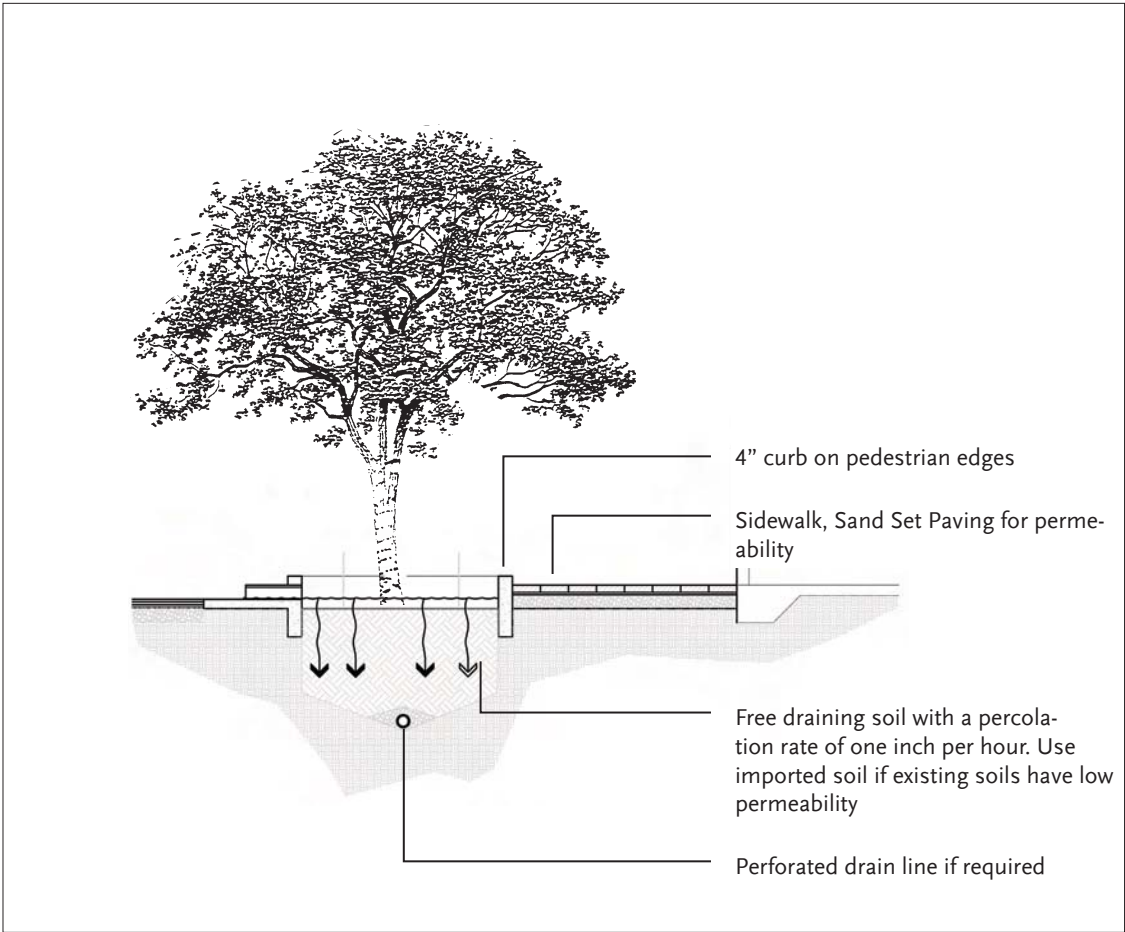 4” curb on pedestrian edges
Sidewalk, Sand Set Paving for perme-
ability
Free draining soil with a percola-
tion rate of one inch per hour. Use
imported soil if existing soils have low
permeability
Perforated drain line if required